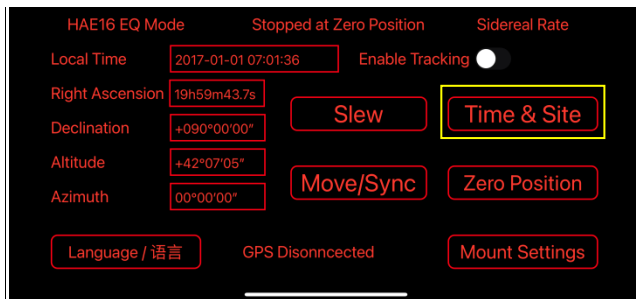 HAE16 EQ Mode Stopped at Zero Position Sidereal Rate
Local Time 2017-01-01 07:01:36 Enable Tracking
Right Ascension 19h59m43.7s
Slew Time & Site
Declination +090°00'00"
Altitude +42°07'05"
Move/Sync Zero Position
Azimuth 00°00'00"
Language / 语言 GPS Disonncected Mount Settings